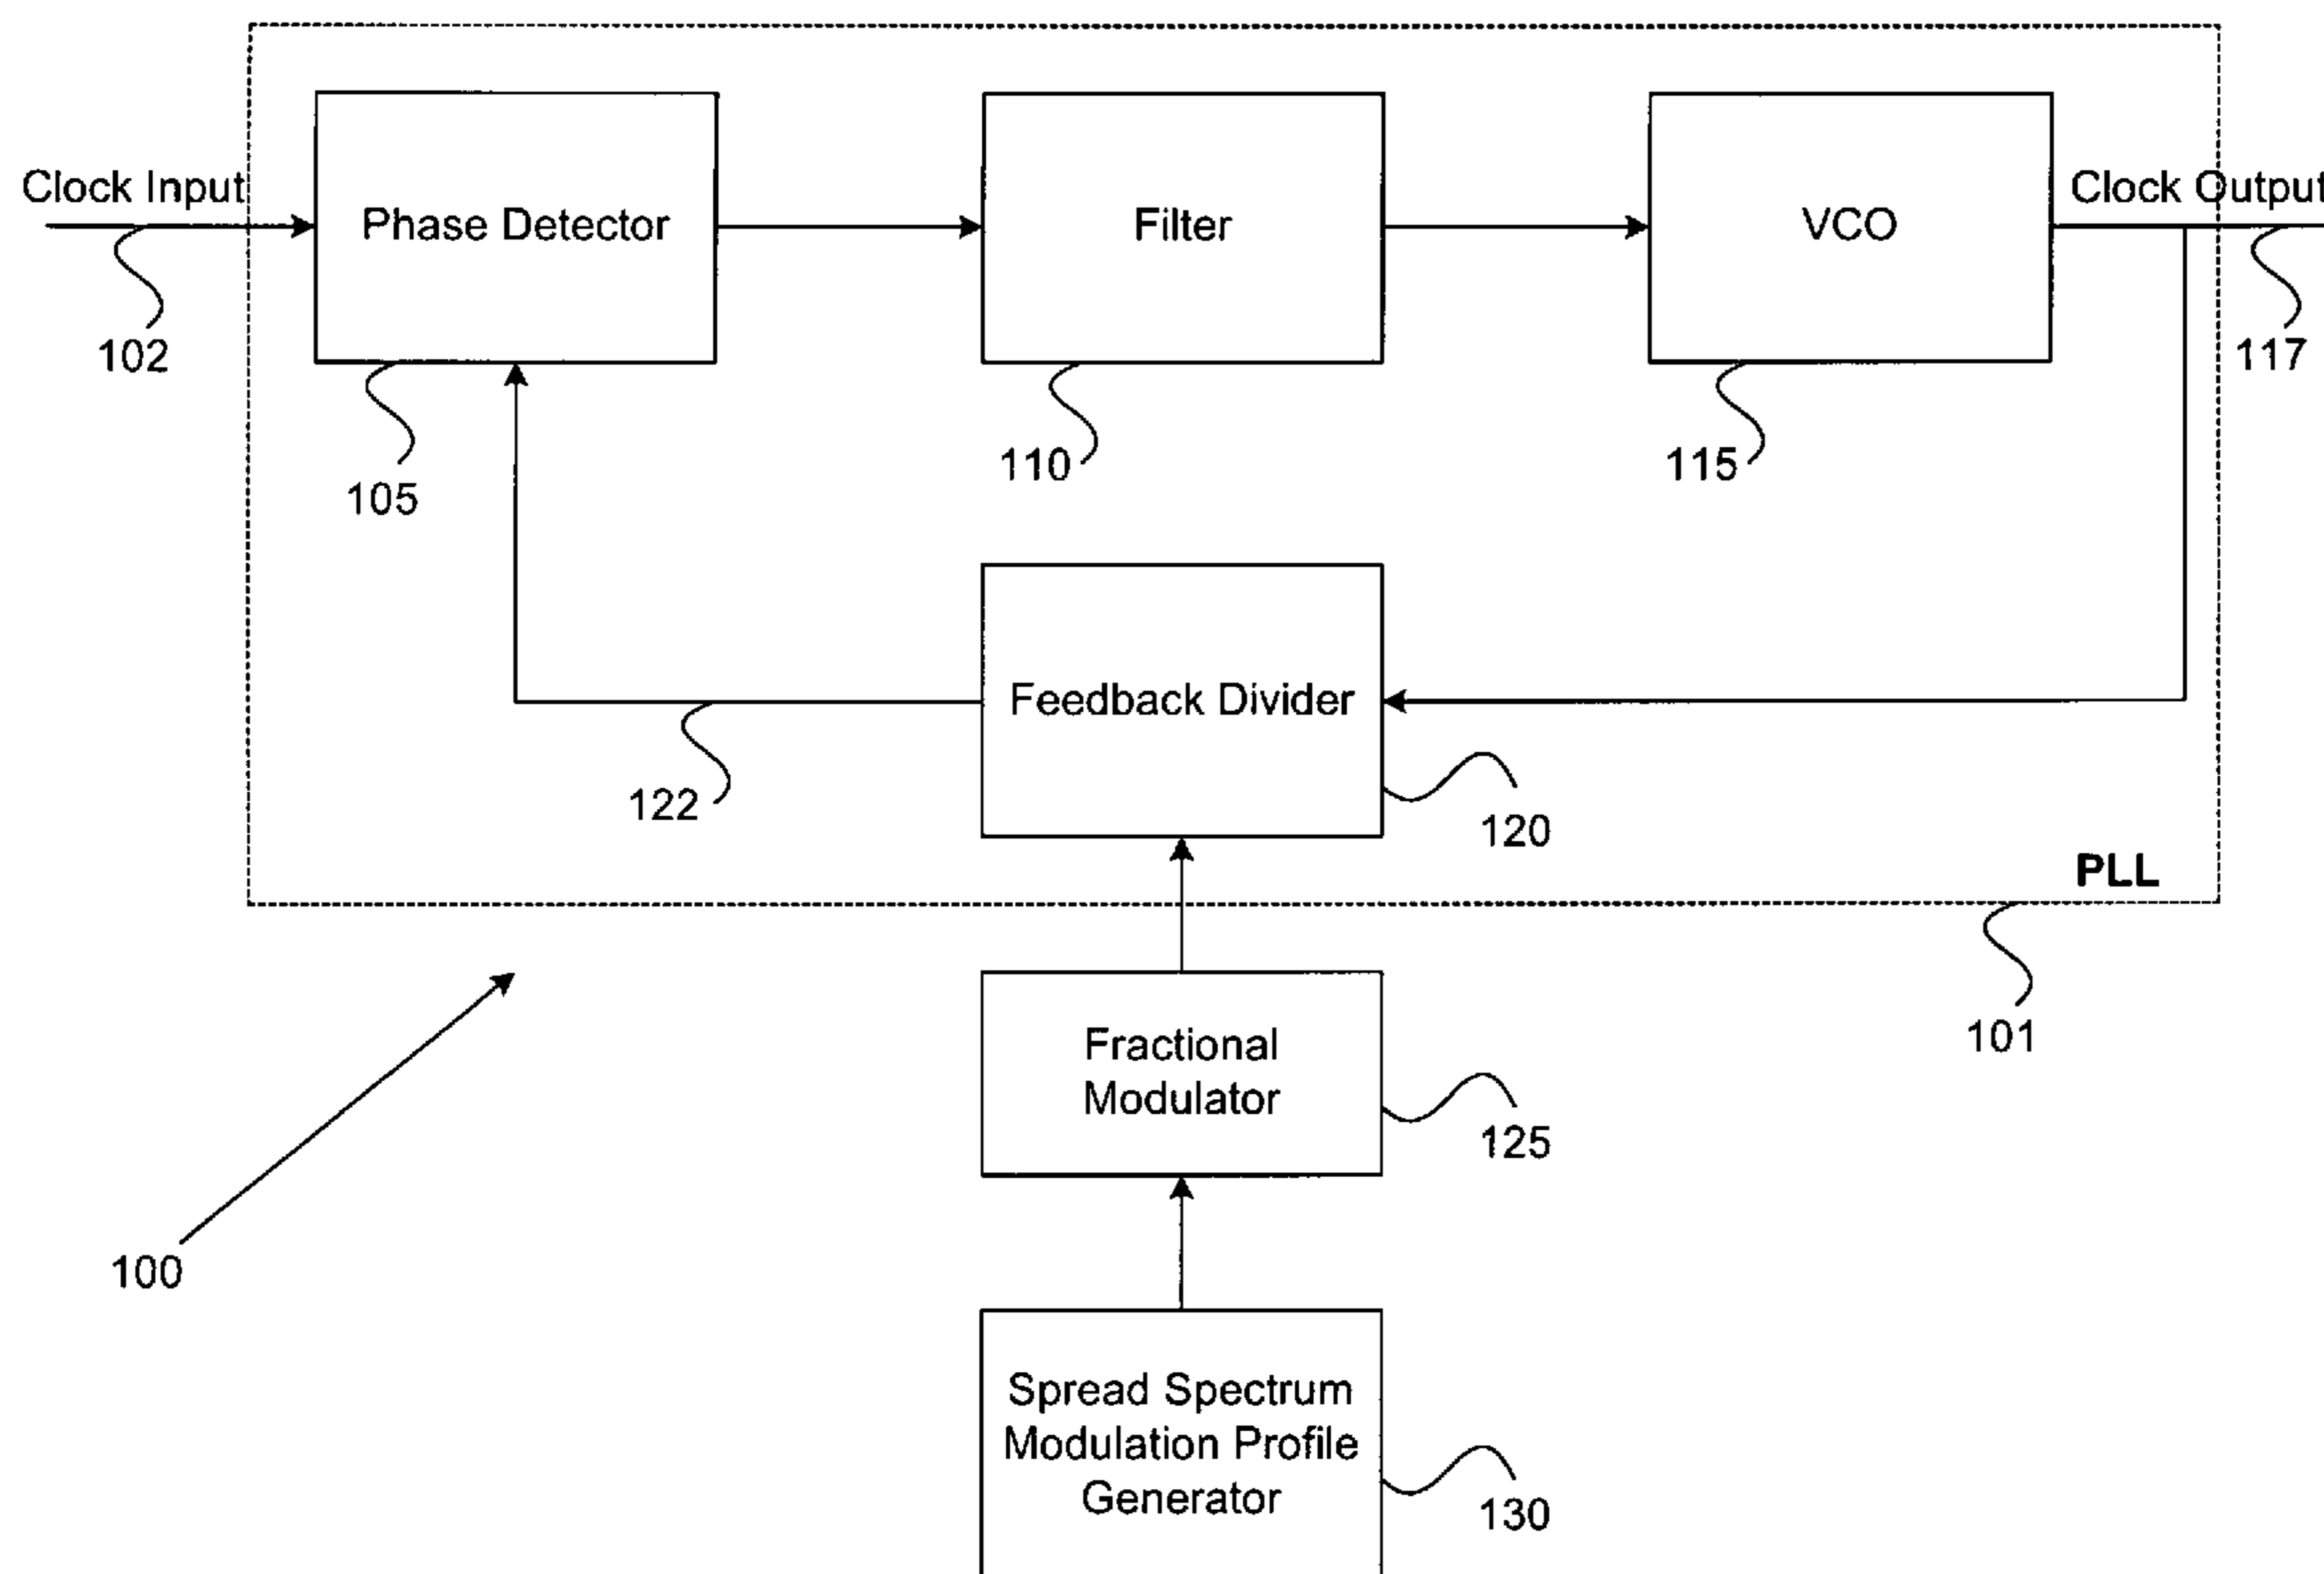 Clock Input
Phase Detector
Filter
VCO
Clock Output
102
117
105
110
115
Feedback Divider
122
120
PLL
101
Fractional
Modulator
125
100
Spread Spectrum
Modulation Profile
Generator
130